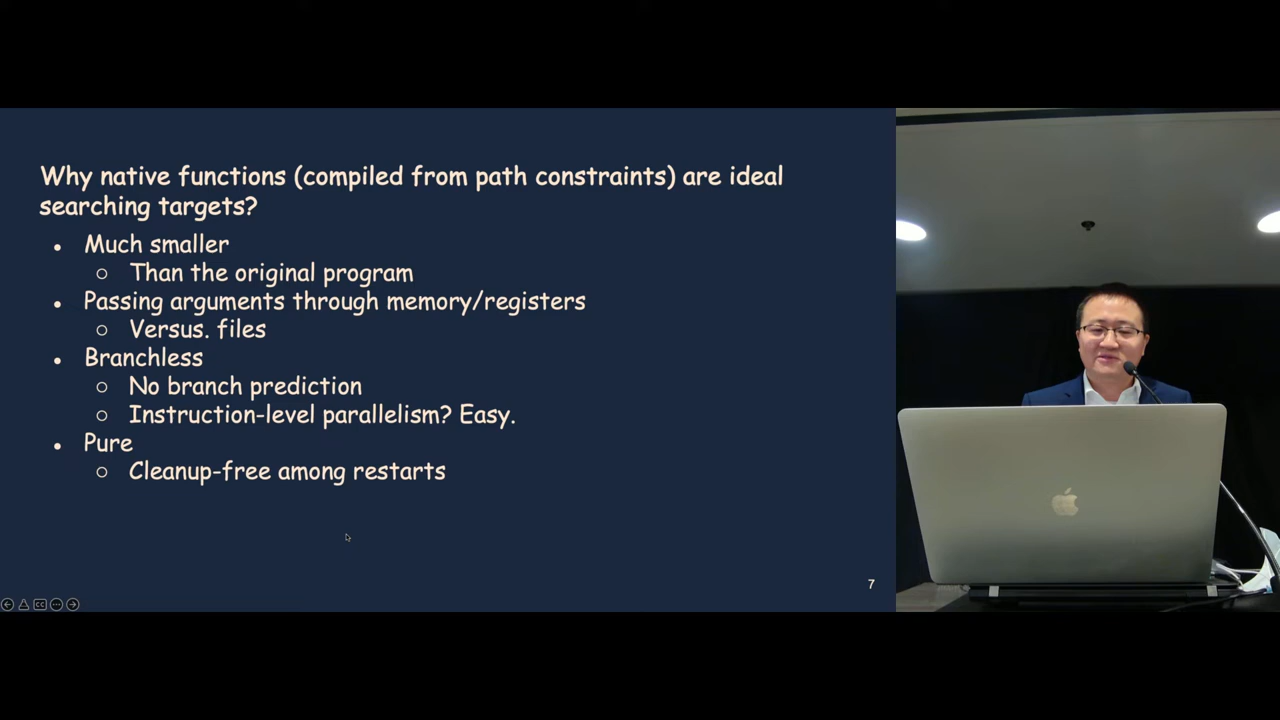 Why native functions (compiled from path constraints) are ideal
searching targets?
● Much smaller
○ Than the original program
● Passing arguments through memory/registers
○ Versus. files
● Branchless
○ No branch prediction
○ Instruction-level parallelism? Easy.
● Pure
○ Cleanup-free among restarts
7